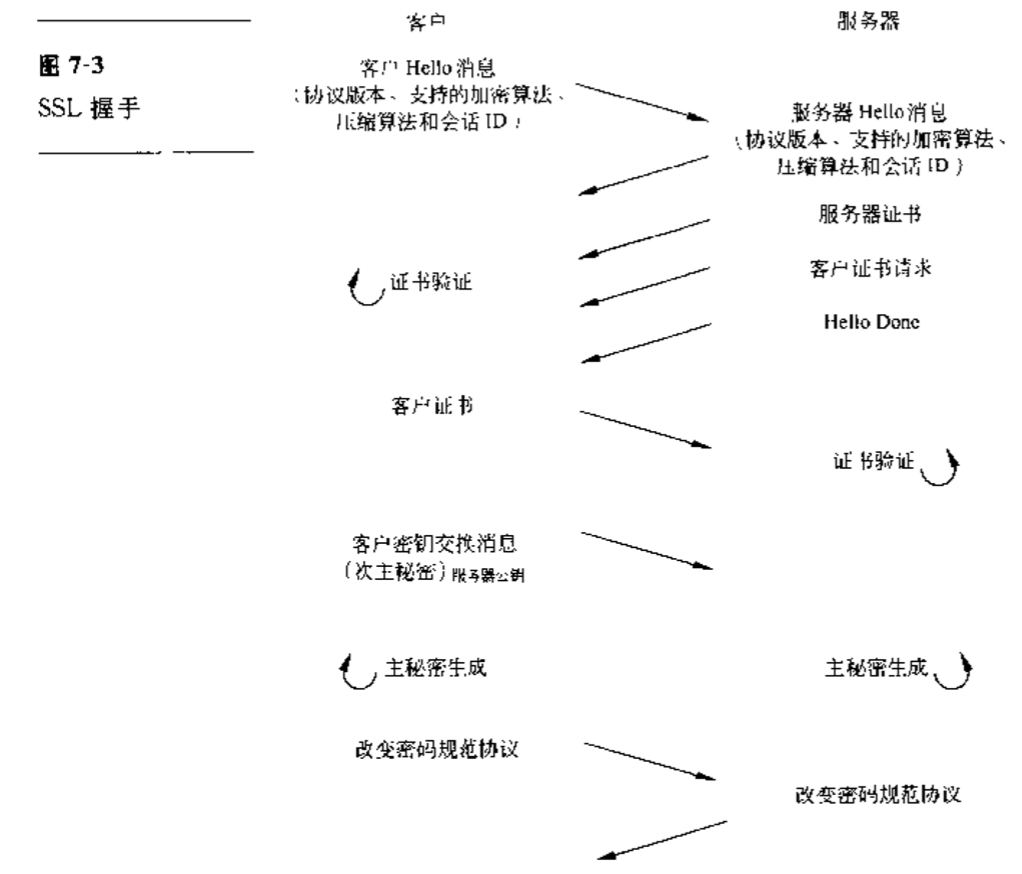 客户
服务器
图 7-3
SSL 握手
客户 Hello 消息
（协议版本、支持的加密算法、
压缩算法和会话 ID）
服务器 Hello 消息
（协议版本、支持的加密算法、
压缩算法和会话 ID）
服务器证书
客户证书请求
证书验证
Hello Done
客户证书
证书验证
客户密钥交换消息
（次主秘密）服务器公钥
主秘密生成
主秘密生成
改变密码规范协议
改变密码规范协议